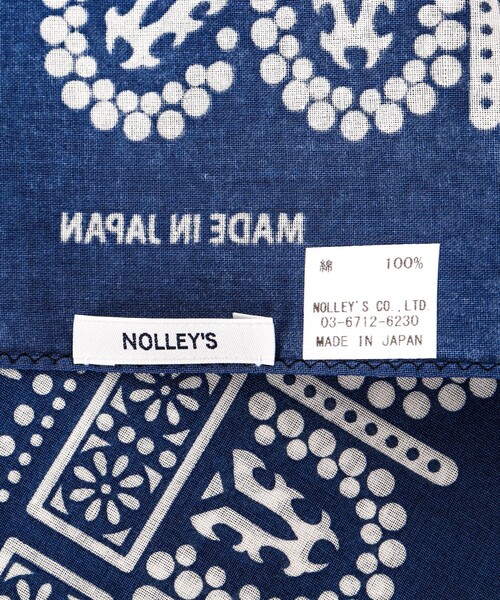 MADE IN JAPAN
NOLLEY'S
綿 100%
NOLLEY'S CO.,LTD.
03-6712-6230
MADE IN JAPAN